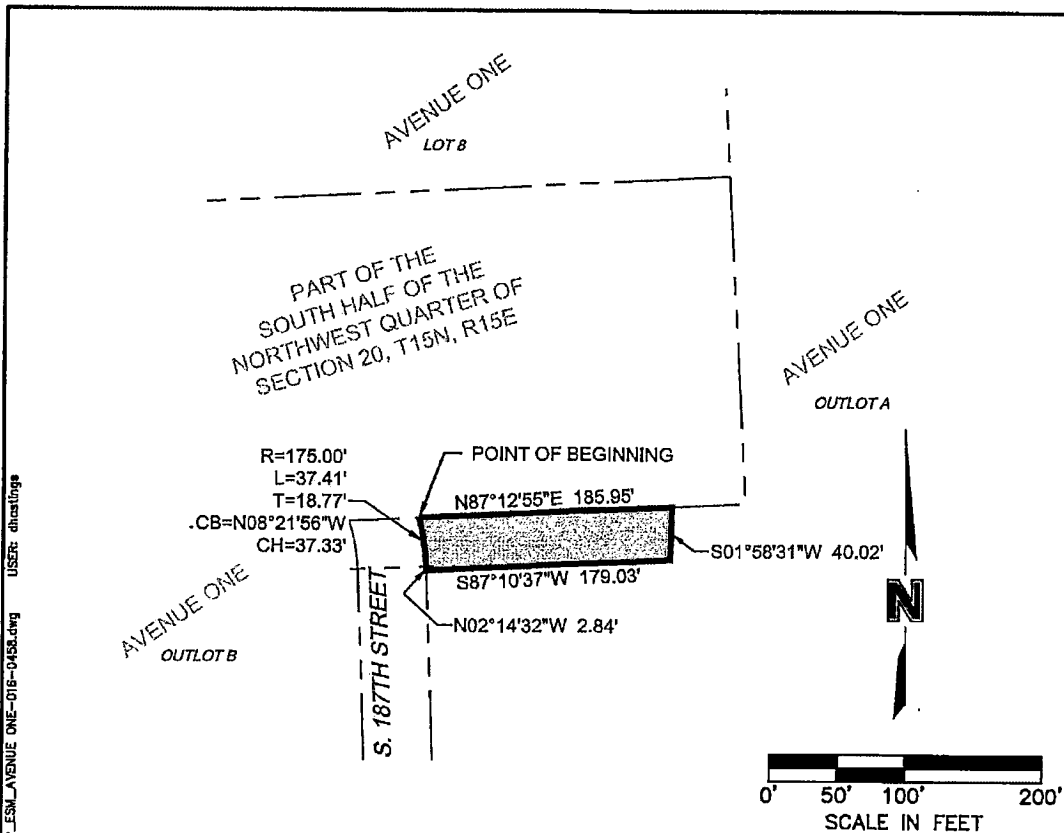 AVENUE ONE
LOT 8
PART OF THE
SOUTH HALF OF THE
NORTHWEST QUARTER OF
SECTION 20, T15N, R15E
AVENUE ONE
OUTLOT A
R=175.00'
L=37.41'
T=18.77'
CB=N08°21'56"W
CH=37.33'
POINT OF BEGINNING
N87°12'55"E 185.95'
S01°58'31"W 40.02'
S87°10'37"W 179.03'
N02°14'32"W 2.84'
AVENUE ONE
OUTLOT B
S. 187TH STREET
N
0' 50' 100' 200'
SCALE IN FEET
_ESM_AVENUE ONE-016-0458.dwg USER: dhastings